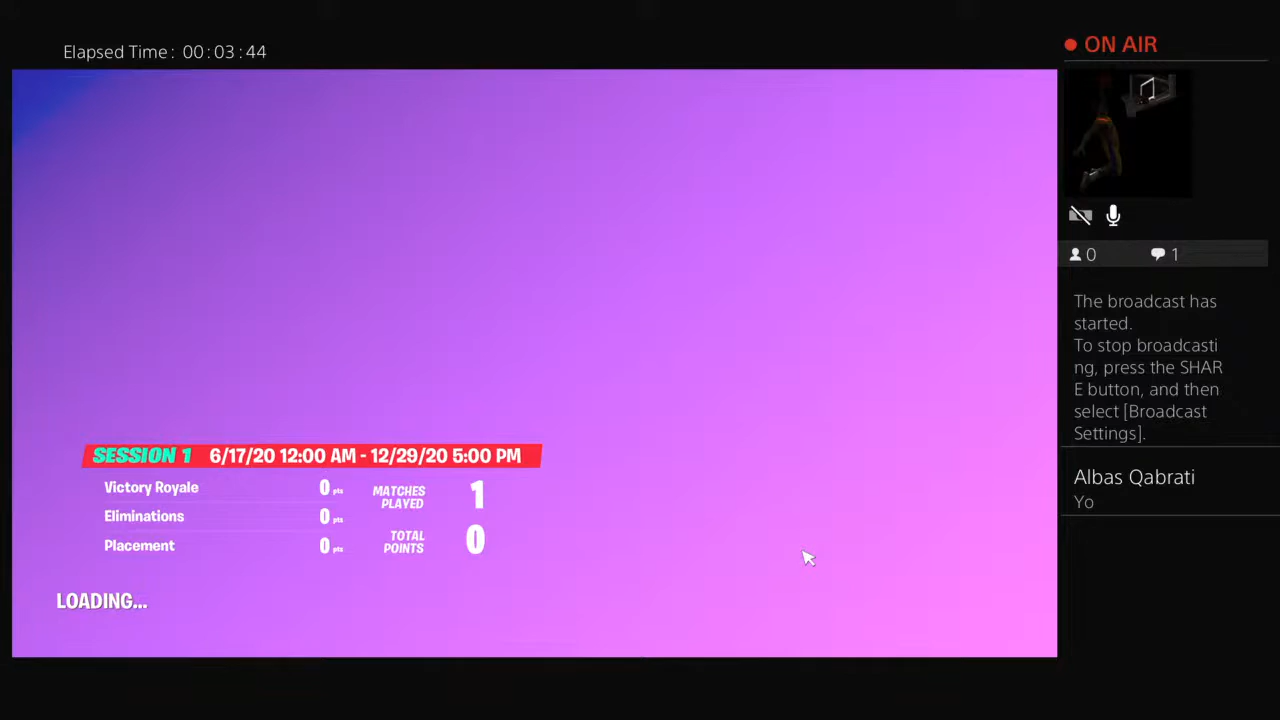 Elapsed Time: 00:03:44
ON AIR
0 1
The broadcast has
started.
To stop broadcasti
ng, press the SHAR
E button, and then
select [Broadcast
Settings].
Albas Qabrati
Yo
SESSION 1 6/17/20 12:00 AM - 12/29/20 5:00 PM
Victory Royale 0 pts
Eliminations 0 pts
Placement 0 pts.
MATCHES
PLAYED 1
TOTAL
POINTS 0
LOADING...